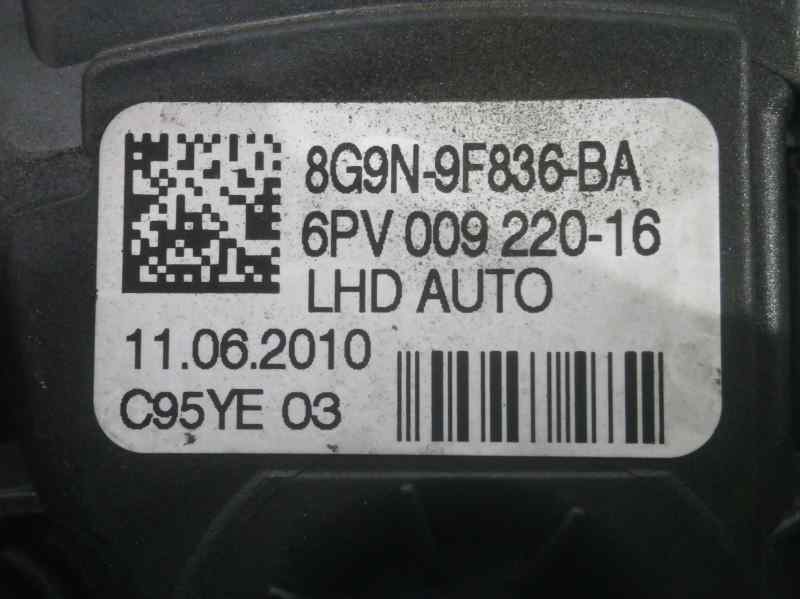 8G9N-9F836-BA
6PV 009 220-16
LHD AUTO
11.06.2010
C95YE 03